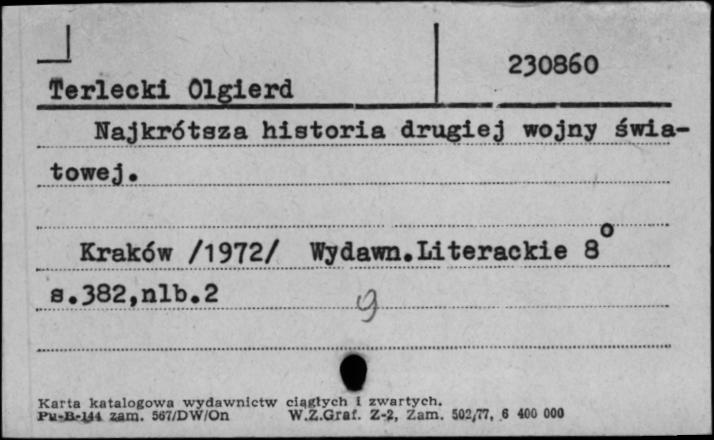 230860
Terlecki Olgierd
Najkrótsza historia drugiej wojny świa-
towej.
Kraków /1972/ Wydawn.Literackie 8°
s.382,nlb.2
g
Karta katalogowa wydawnictw ciągłych i zwartych.
Pu-B-144 zam. 567/DW/On W.Z.Graf. Z-2, Zam. 502/77, 6 400 000